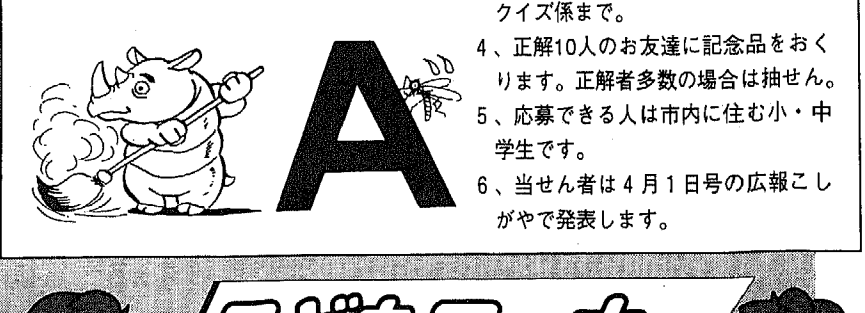 クイズ係まで。
4、正解10人のお友達に記念品をおく
ります。正解者多数の場合は抽せん。
5、応募できる人は市内に住む小・中
学生です。
6、当せん者は4月1日号の広報こし
がやで発表します。
A